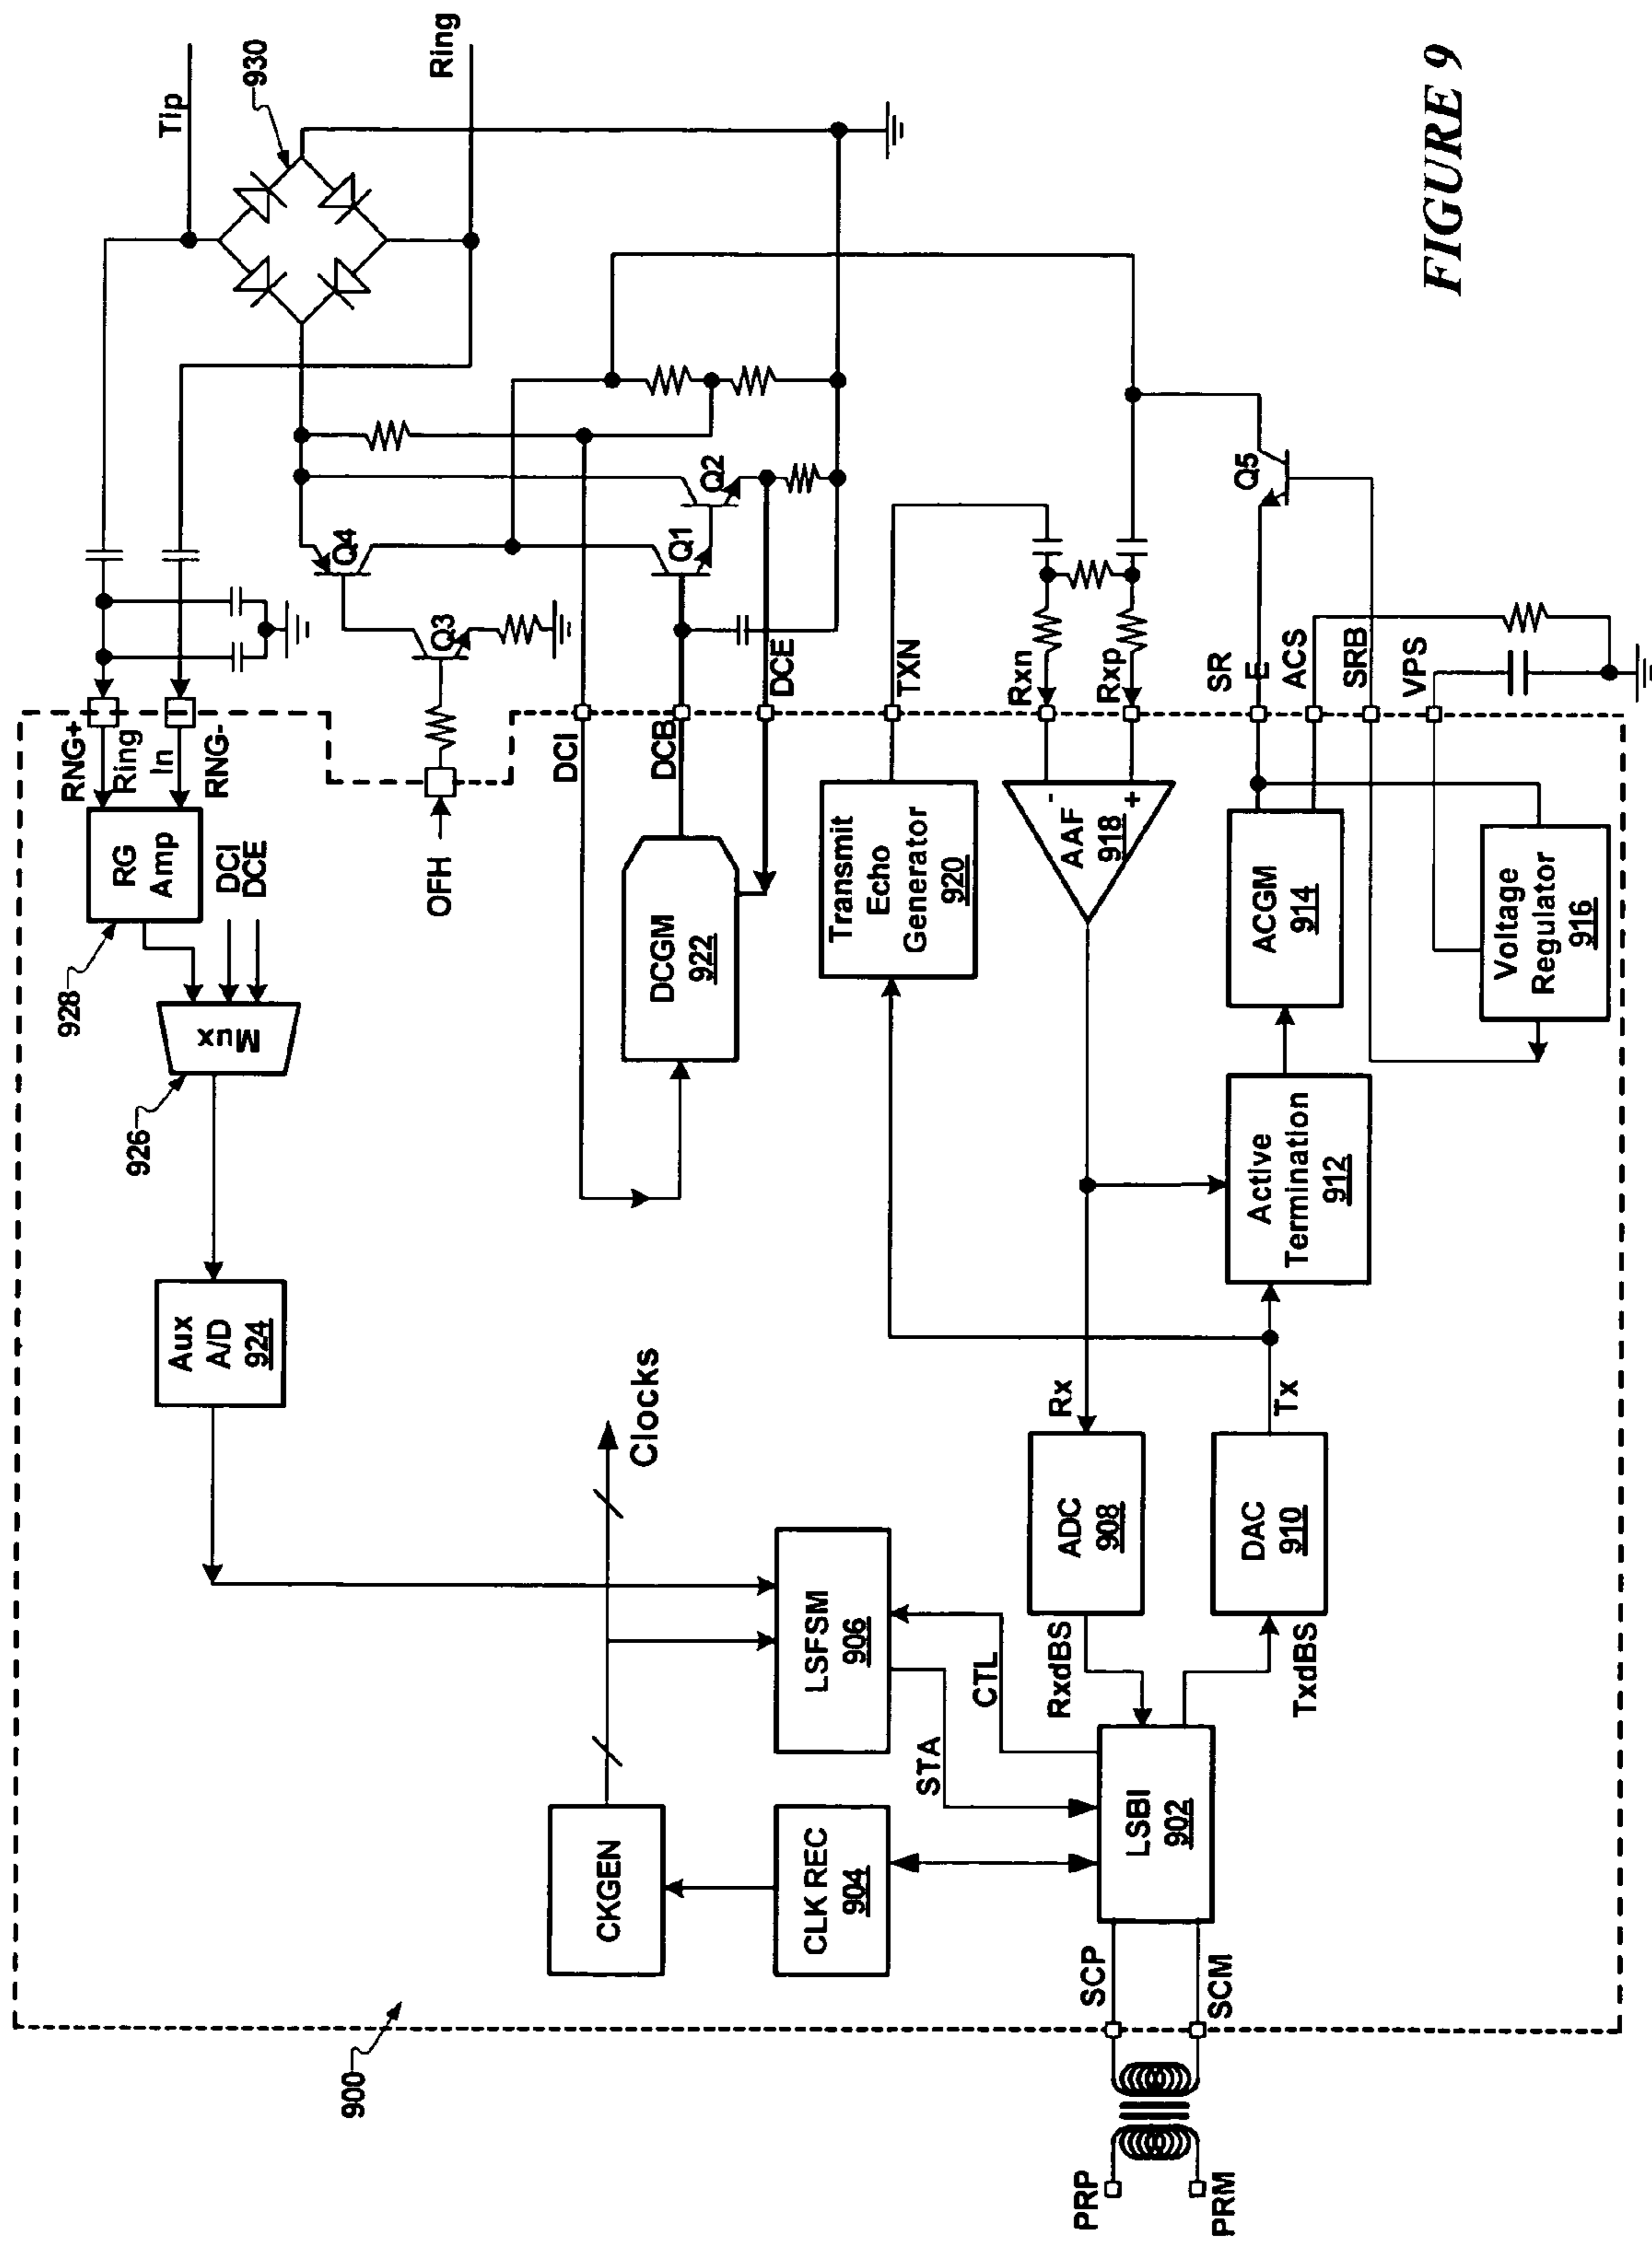 Tip
930
Ring
RNG+
Ring
In
RNG-
RG
Amp
928
DCI
DCE
Mux
926
Aux
A/D
924
Q4
Q3
Q1
Q2
OFH
DCI
DCB
DCE
DCGM
922
TXN
Transmit
Echo
Generator
920
Rxn
Rxp
-
+
AAF
918
Q5
SR
E
ACS
SRB
VPS
ACGM
914
Voltage
Regulator
916
Active
Termination
912
Clocks
CKGEN
CLK REC
904
LSFSM
906
STA
CTL
Rx
ADC
908
RxdBS
Tx
DAC
910
TxdBS
LSBI
902
SCP
SCM
PRP
PRM
900
FIGURE 9